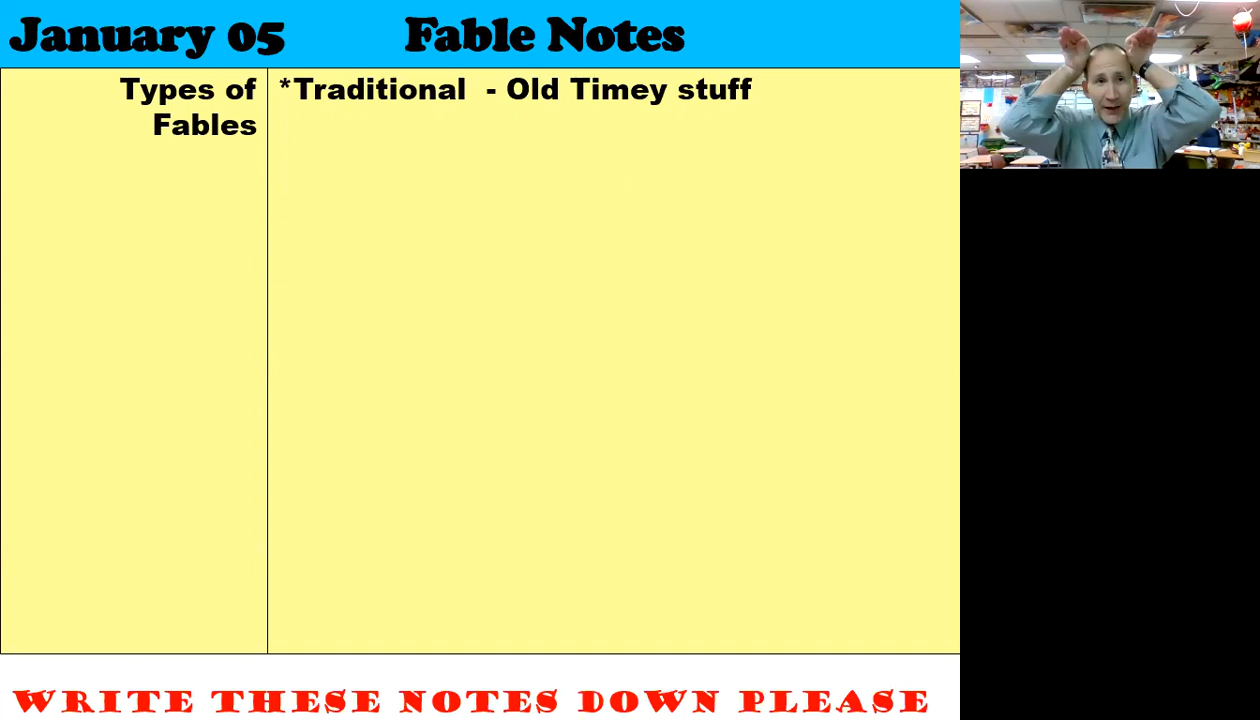 January 05 Fable Notes
Types of
Fables
*Traditional - Old Timey stuff
WRITE THESE NOTES DOWN PLEASE